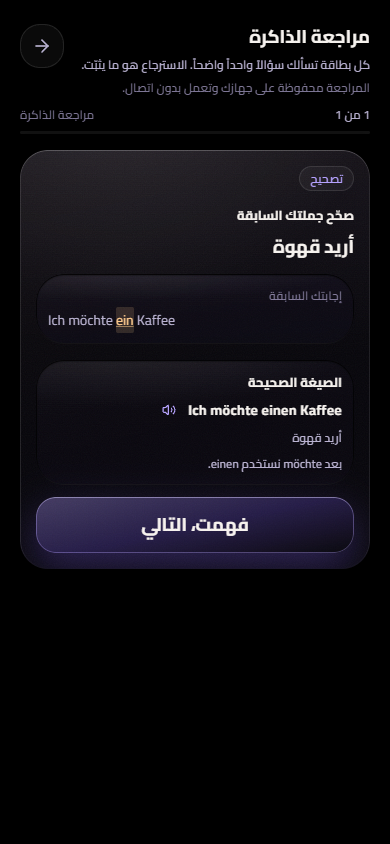 مراجعة الذاكرة
كل بطاقة تسألك سؤالاً واحداً واضحاً. الاسترجاع هو ما يثبّت.
المراجعة محفوظة على جهازك وتعمل بدون اتصال.
1 من 1
مراجعة الذاكرة
تصحيح
صحّح جملتك السابقة
أريد قهوة
إجابتك السابقة
Ich möchte ein Kaffee
الصيغة الصحيحة
Ich möchte einen Kaffee
أريد قهوة
بعد möchte نستخدم einen.
فهمت، التالي